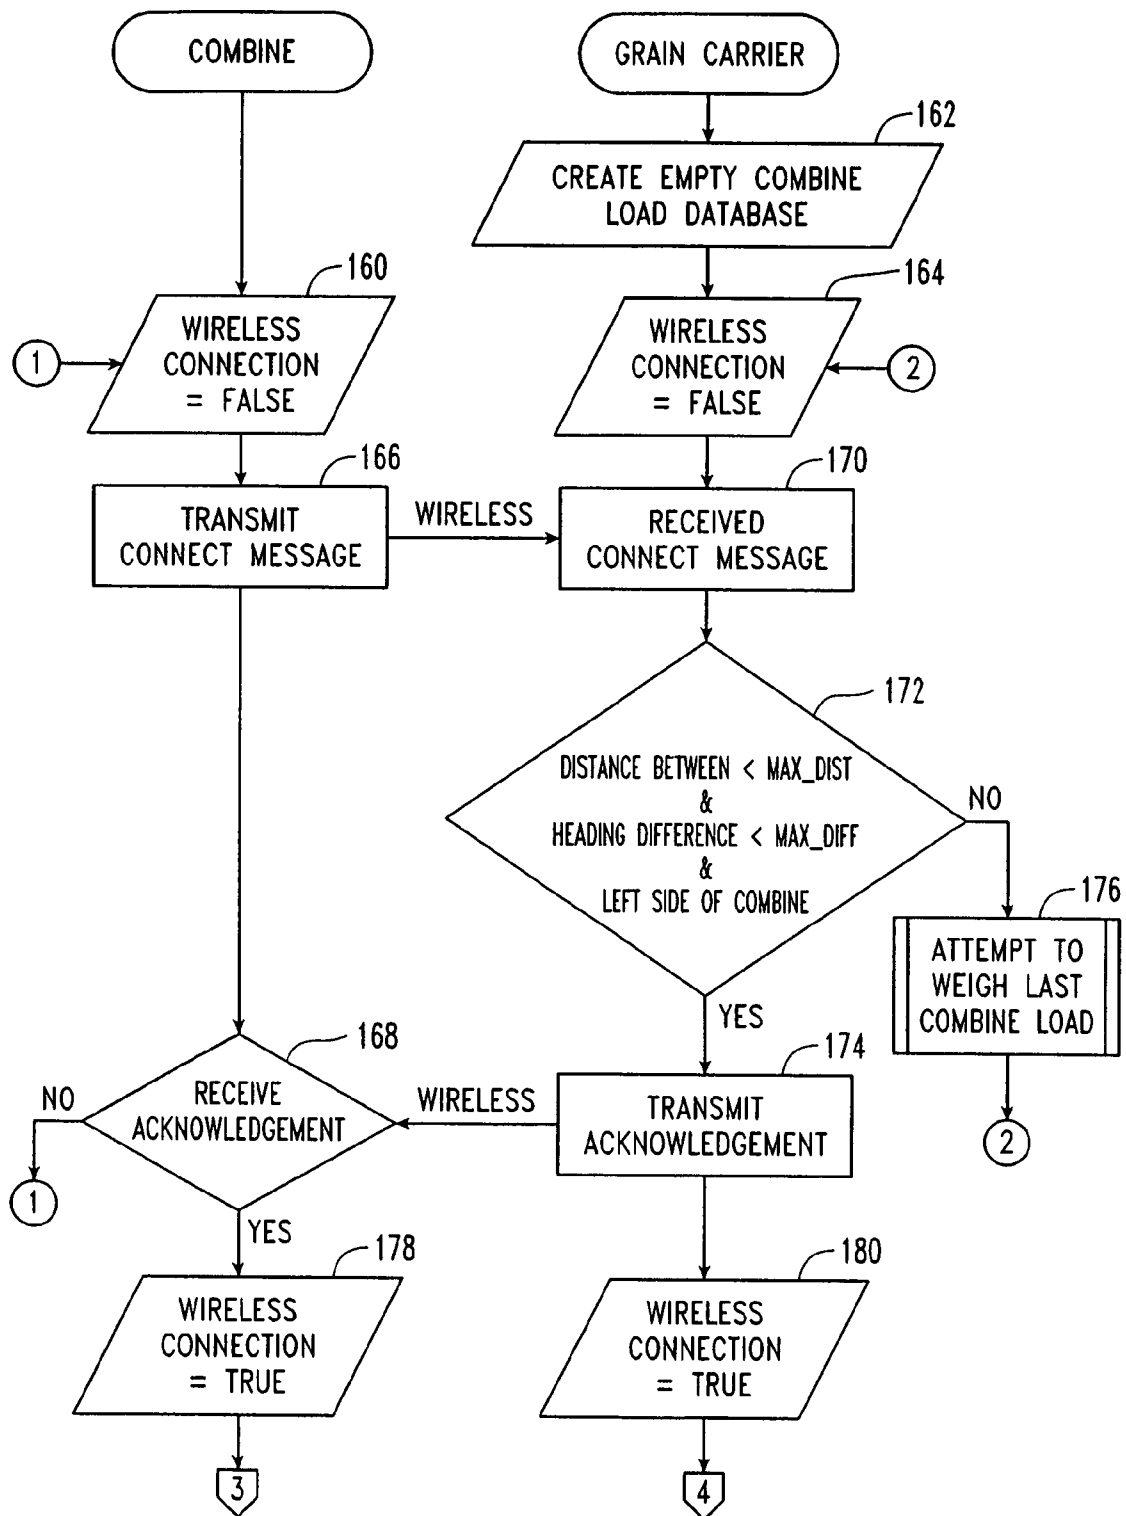 COMBINE
GRAIN CARRIER
162
CREATE EMPTY COMBINE
LOAD DATABASE
160
WIRELESS
CONNECTION
= FALSE
1
164
WIRELESS
CONNECTION
= FALSE
2
166
TRANSMIT
CONNECT MESSAGE
WIRELESS
170
RECEIVED
CONNECT MESSAGE
172
DISTANCE BETWEEN < MAX_DIST
&
HEADING DIFFERENCE < MAX_DIFF
&
LEFT SIDE OF COMBINE
NO
176
ATTEMPT TO
WEIGH LAST
COMBINE LOAD
2
YES
168
RECEIVE
ACKNOWLEDGEMENT
NO
1
WIRELESS
174
TRANSMIT
ACKNOWLEDGEMENT
YES
178
WIRELESS
CONNECTION
= TRUE
3
180
WIRELESS
CONNECTION
= TRUE
4